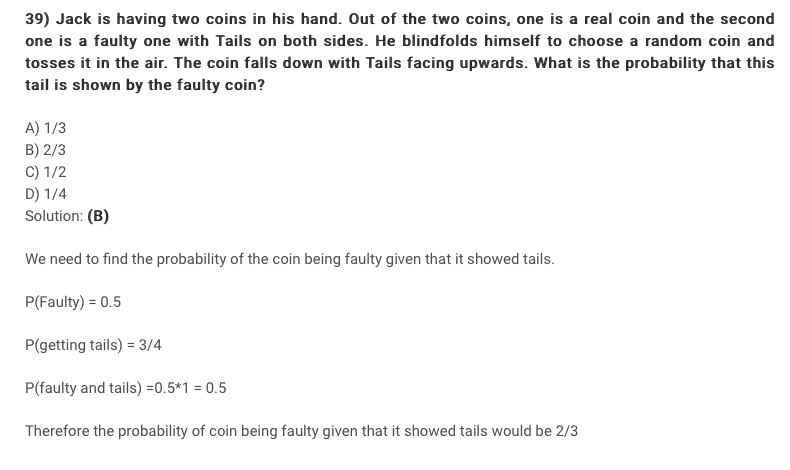 39) Jack is having two coins in his hand. Out of the two coins, one is a real coin and the second
one is a faulty one with Tails on both sides. He blindfolds himself to choose a random coin and
tosses it in the air. The coin falls down with Tails facing upwards. What is the probability that this
tail is shown by the faulty coin?
A) 1/3
B) 2/3
C) 1/2
D) 1/4
Solution: (B)
We need to find the probability of the coin being faulty given that it showed tails.
P(Faulty) = 0.5
P(getting tails) = 3/4
P(faulty and tails) =0.5*1 = 0.5
Therefore the probability of coin being faulty given that it showed tails would be 2/3